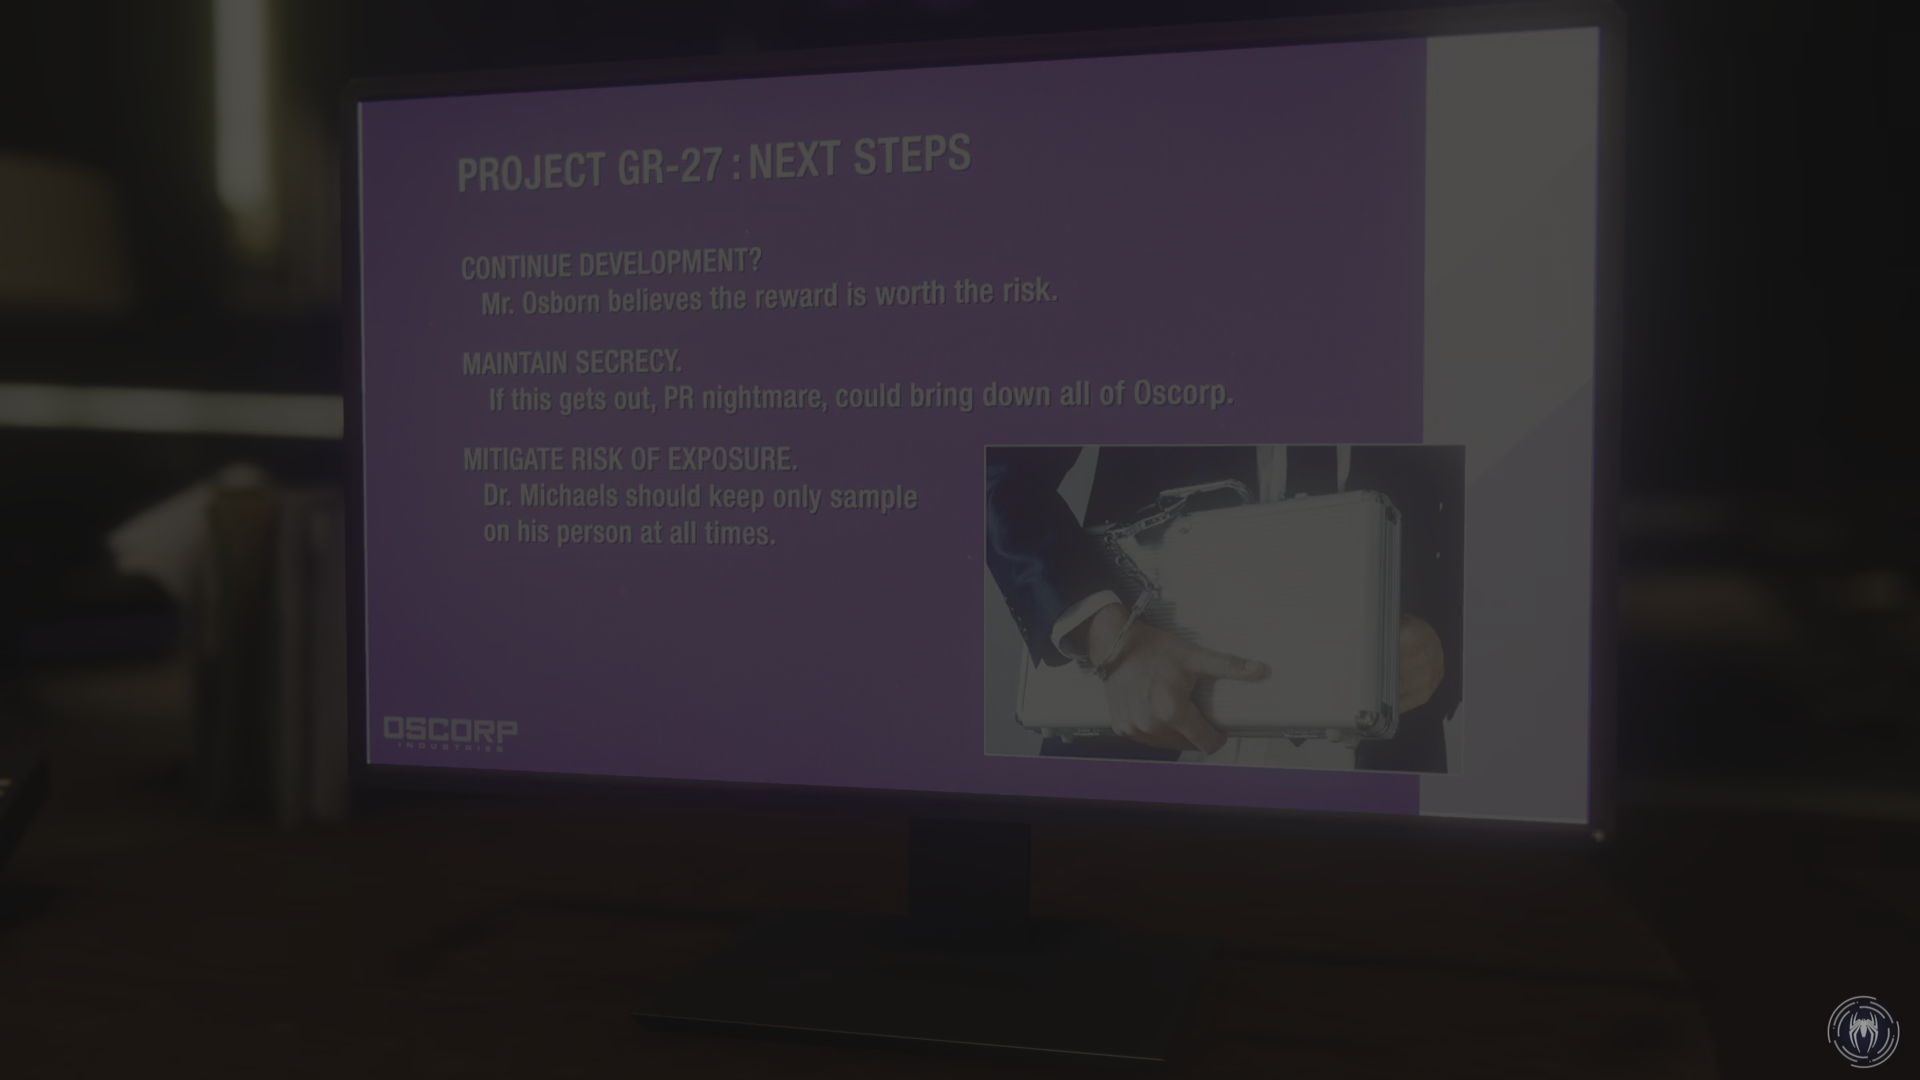 PROJECT GR-27 : NEXT STEPS
CONTINUE DEVELOPMENT?
Mr. Osborn believes the reward is worth the risk.
MAINTAIN SECRECY.
If this gets out, PR nightmare, could bring down all of Oscorp.
MITIGATE RISK OF EXPOSURE.
Dr. Michaels should keep only sample
on his person at all times.
OSCORP
INDUSTRIES